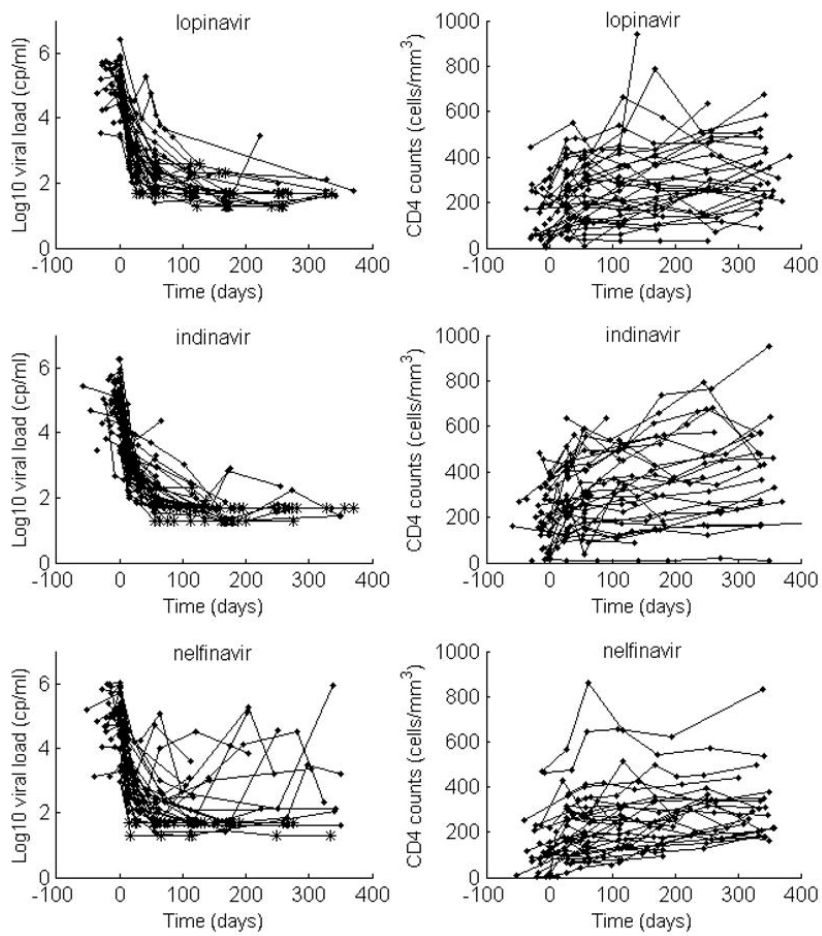 lopinavir
Log10 viral load (cp/ml)
6
4
2
0
-100 0 100 200 300 400
Time (days)
lopinavir
CD4 counts (cells/mm³)
1000
800
600
400
200
0
-100 0 100 200 300 400
Time (days)
indinavir
Log10 viral load (cp/ml)
6
4
2
0
-100 0 100 200 300 400
Time (days)
indinavir
CD4 counts (cells/mm³)
1000
800
600
400
200
0
-100 0 100 200 300 400
Time (days)
nelfinavir
Log10 viral load (cp/ml)
6
4
2
0
-100 0 100 200 300 400
Time (days)
nelfinavir
CD4 counts (cells/mm³)
1000
800
600
400
200
0
-100 0 100 200 300 400
Time (days)